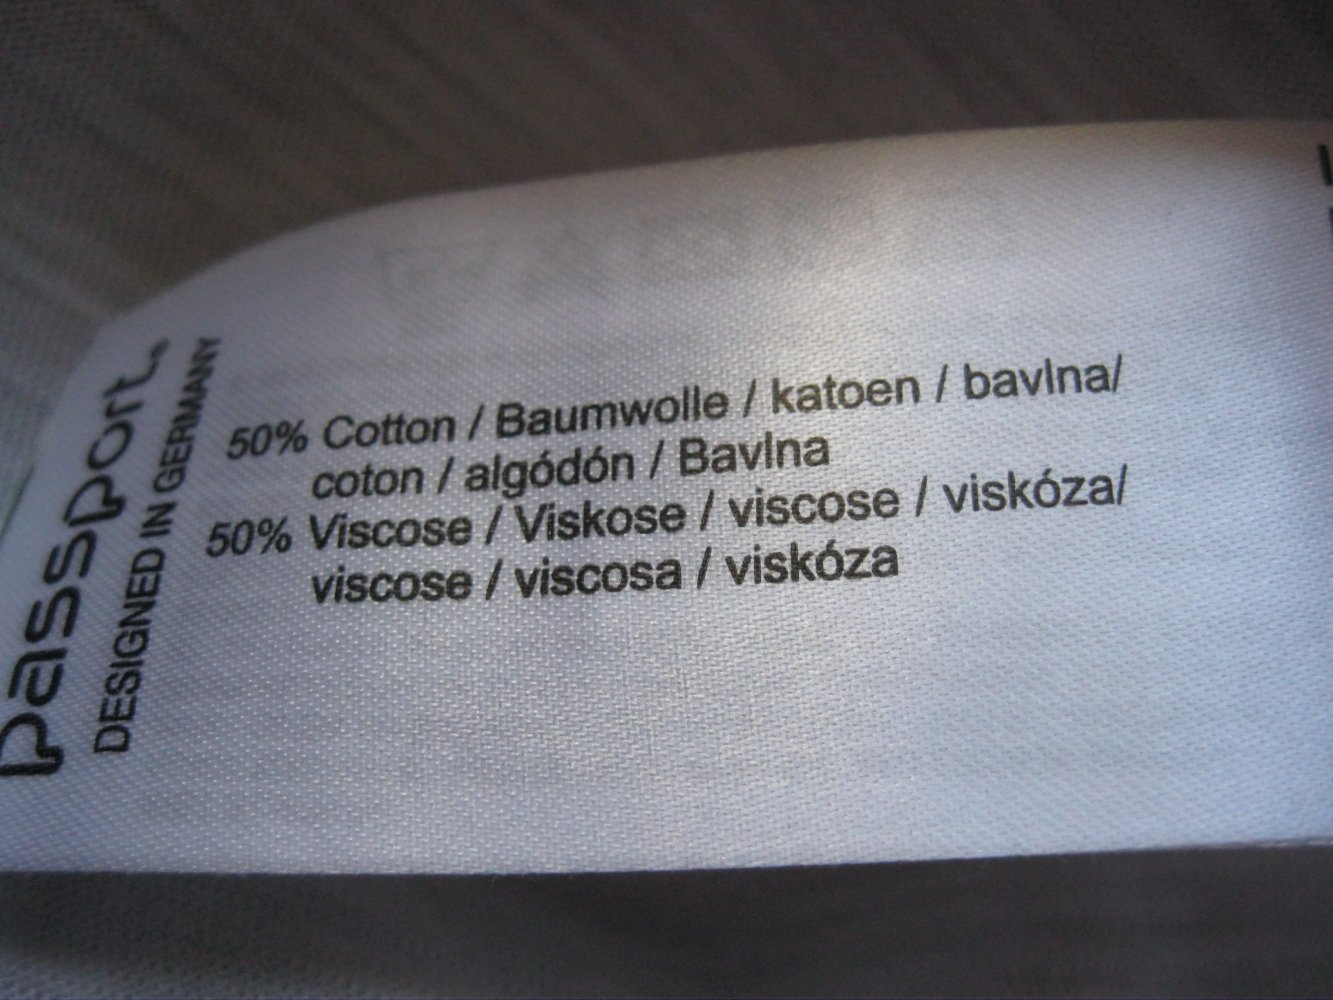 passport
DESIGNED IN GERMANY
50% Cotton / Baumwolle / katoen / bavlna/
coton / algódón / Bavlna
50% Viscose / Viskose / viscose / viskóza/
viscose / viscosa / viskóza